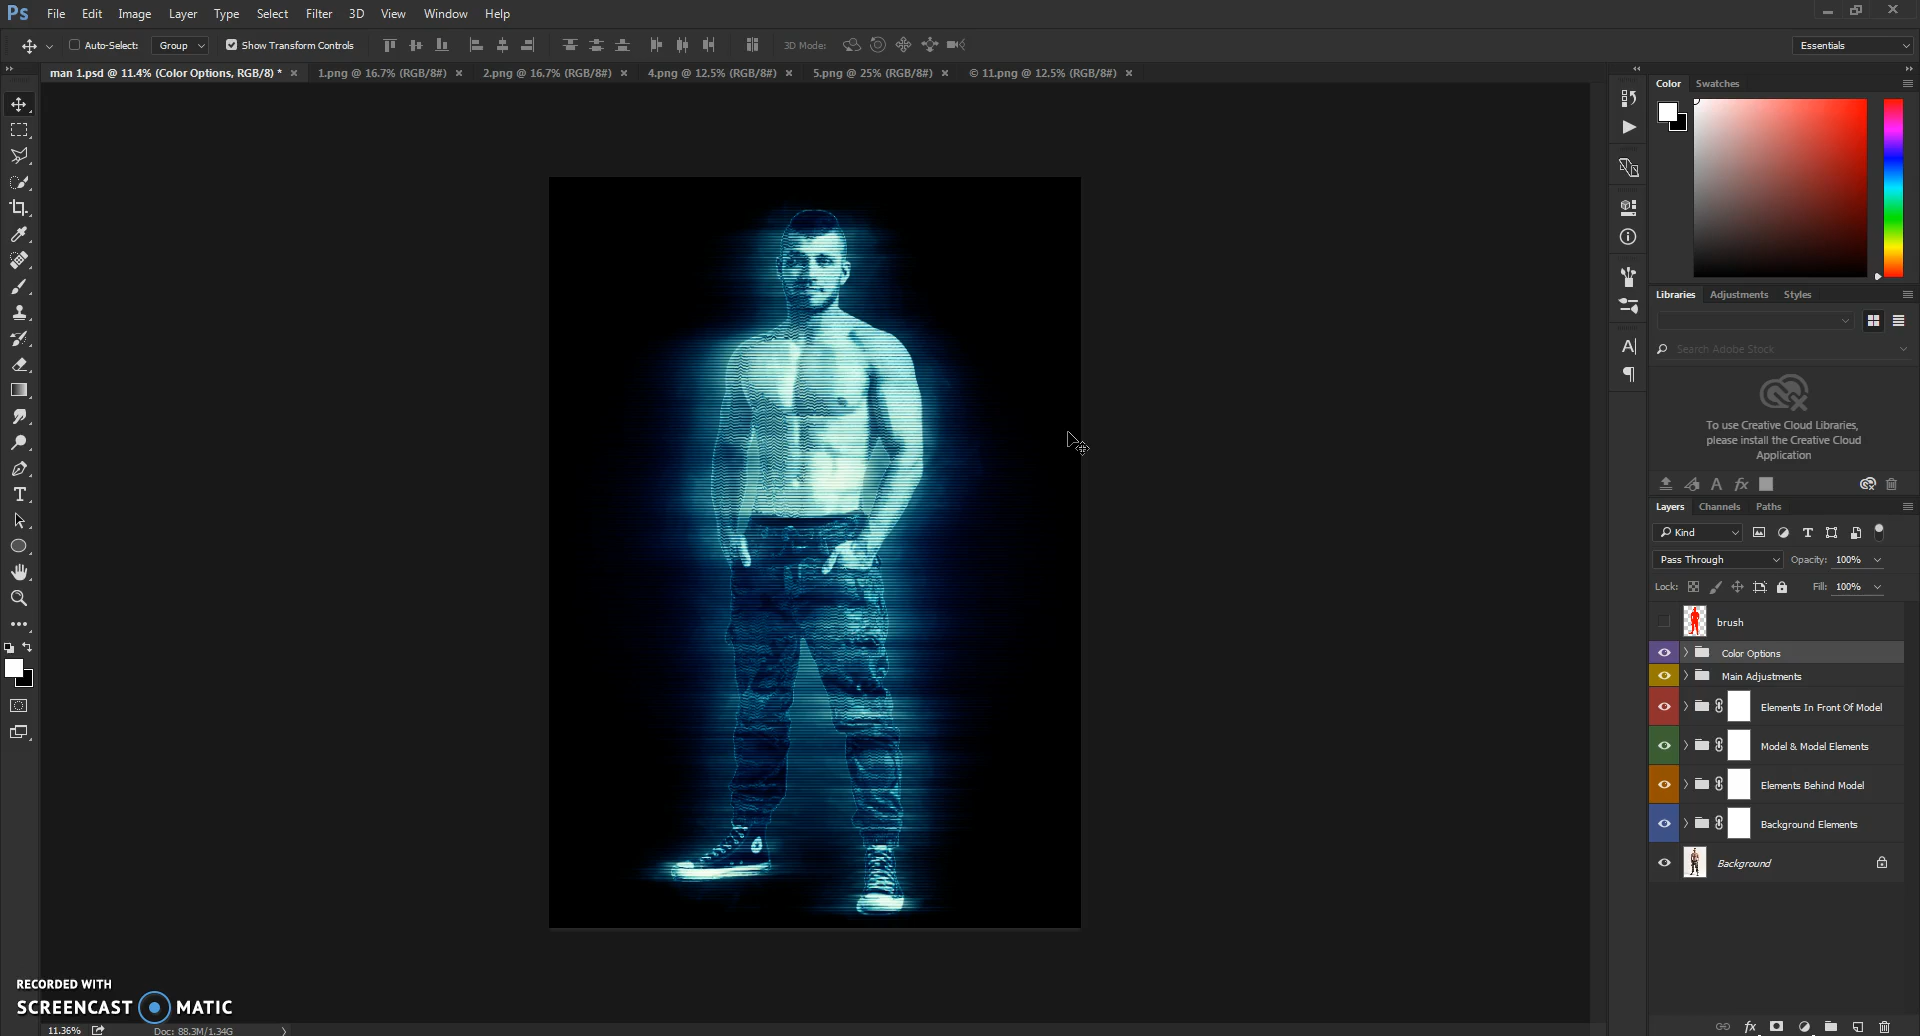 Ps File Edit Image Layer Type Select Filter 3D View Window Help
Auto-Select: Group Show Transform Controls 3D Mode: Essentials
man 1.psd @ 11.4% (Color Options, RGB/8) * 1.png @ 16.7% (RGB/8#) 2.png @ 16.7% (RGB/8#) 4.png @ 12.5% (RGB/8#) 5.png @ 25% (RGB/8#) © 11.png @ 12.5% (RGB/8#)
Color Swatches
Libraries Adjustments Styles
Search Adobe Stock
To use Creative Cloud Libraries,
please install the Creative Cloud
Application
Layers Channels Paths
Kind
Pass Through Opacity: 100%
Lock: Fill: 100%
brush
Color Options
Main Adjustments
Elements In Front Of Model
Model & Model Elements
Elements Behind Model
Background Elements
Background
RECORDED WITH
SCREENCAST MATIC
11.36% Doc: 88.3M/1.34G